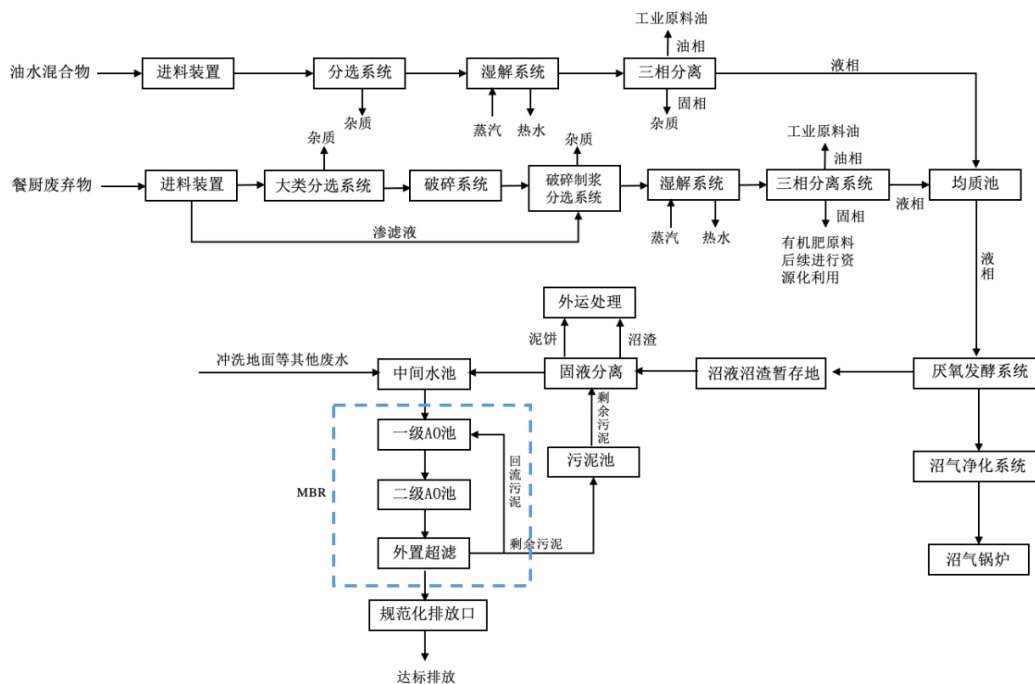 工业原料油
油相
油水混合物
进料装置
分选系统
湿解系统
三相分离
液相
固相
杂质
蒸汽
热水
杂质
杂质
杂质
工业原料油
油相
餐厨废弃物
进料装置
大类分选系统
破碎系统
破碎制浆
分选系统
湿解系统
三相分离系统
液相
均质池
渗滤液
蒸汽
热水
固相
有机肥原料
后续进行资
源化利用
液相
外运处理
泥饼
沼渣
冲洗地面等其他废水
中间水池
固液分离
沼液沼渣暂存地
厌氧发酵系统
剩余污泥
一级AO池
回流污泥
污泥池
沼气净化系统
MBR
二级AO池
外置超滤
剩余污泥
沼气锅炉
规范化排放口
达标排放